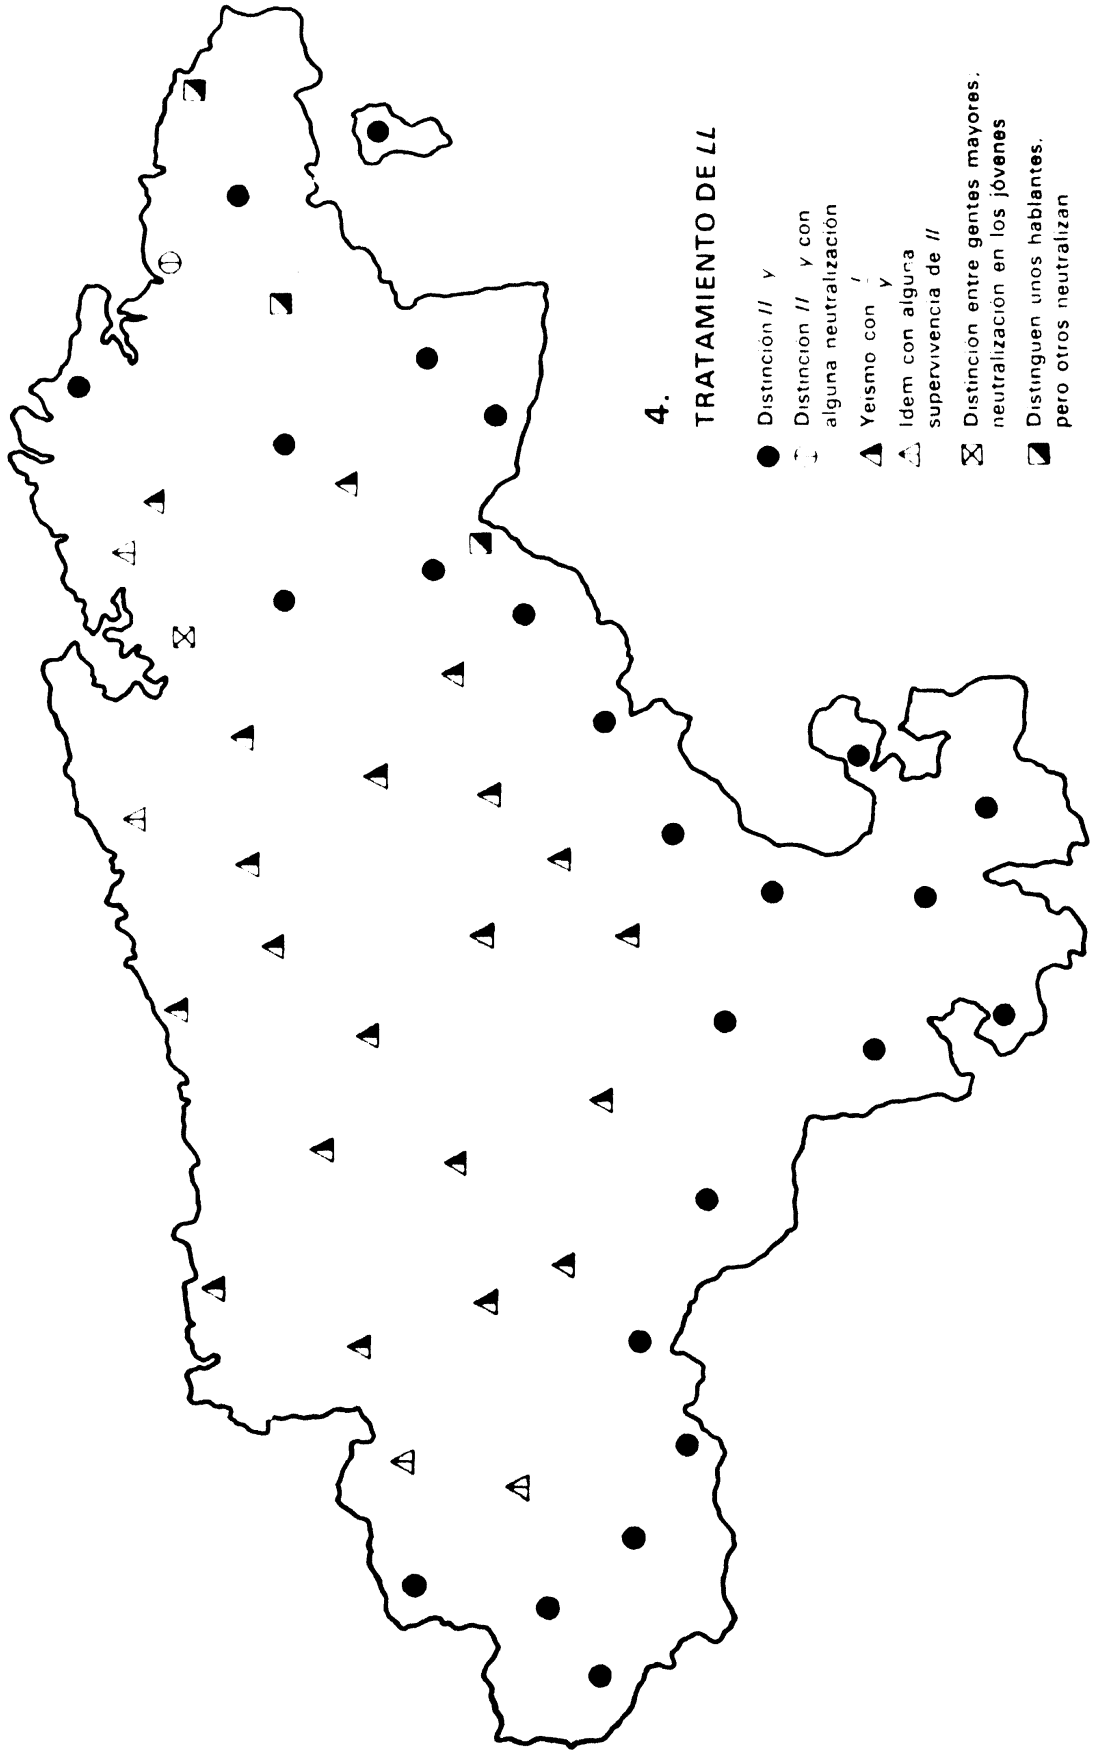 4.
TRATAMIENTO DE LL
Distinción ll y
Distinción ll y con
alguna neutralización
Yeísmo con y
Idem con alguna
supervivencia de ll
Distinción entre gentes mayores,
neutralización en los jóvenes
Distinguen unos hablantes,
pero otros neutralizan